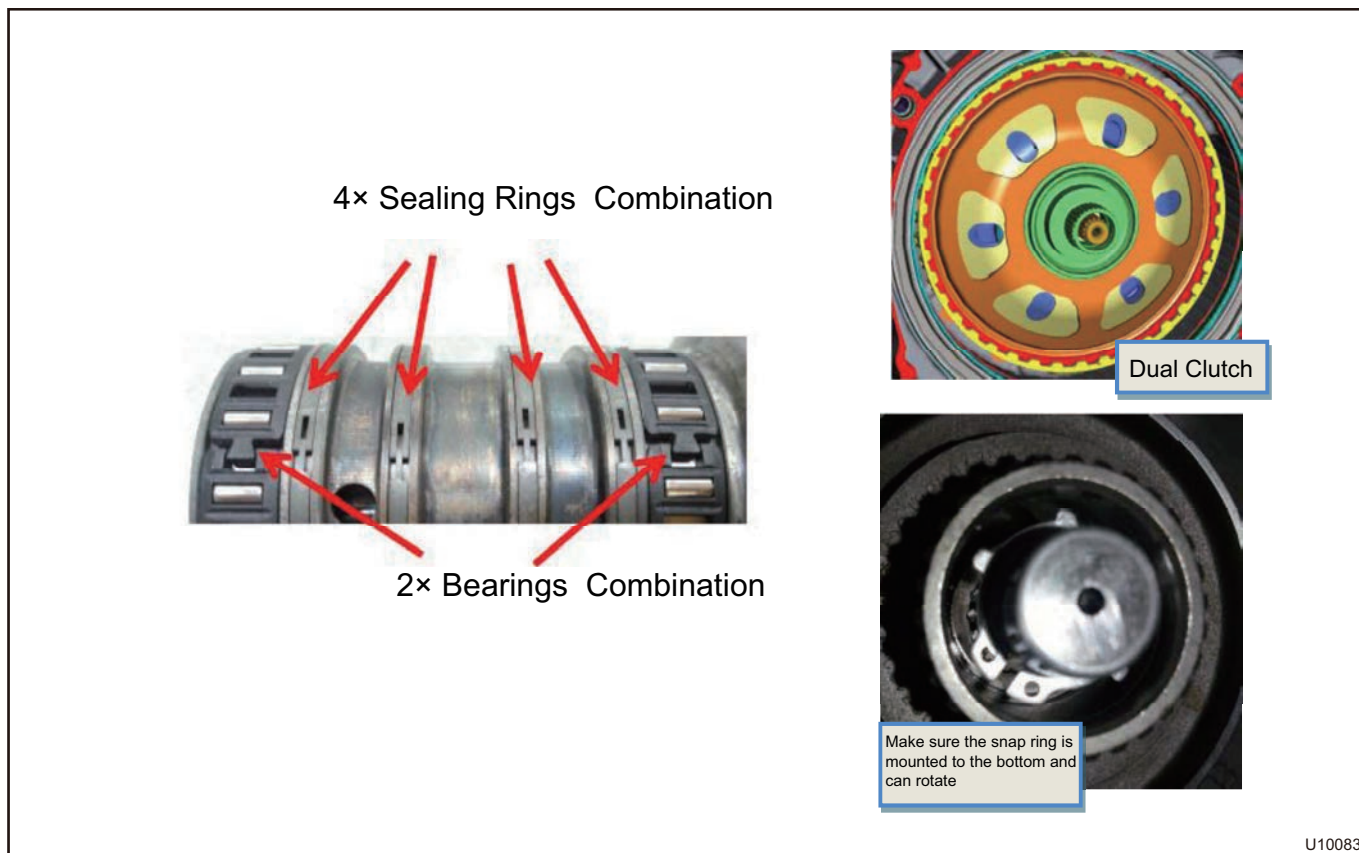 4× Sealing Rings Combination
Dual Clutch
2× Bearings Combination
Make sure the snap ring is
mounted to the bottom and
can rotate
U10083